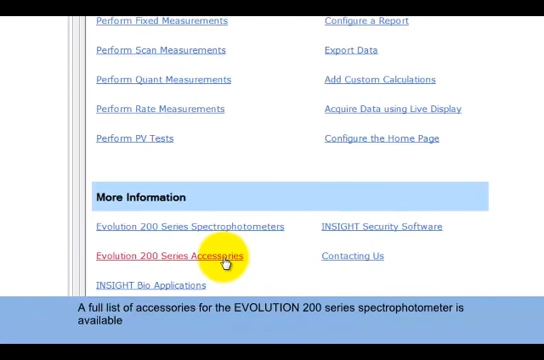 Perform Fixed Measurements
Configure a Report
Perform Scan Measurements
Export Data
Perform Quant Measurements
Add Custom Calculations
Perform Rate Measurements
Acquire Data using Live Display
Perform PV Tests
Configure the Home Page
More Information
Evolution 200 Series Spectrophotometers
INSIGHT Security Software
Evolution 200 Series Accessories
Contacting Us
INSIGHT Bio Applications
A full list of accessories for the EVOLUTION 200 series spectrophotometer is
available